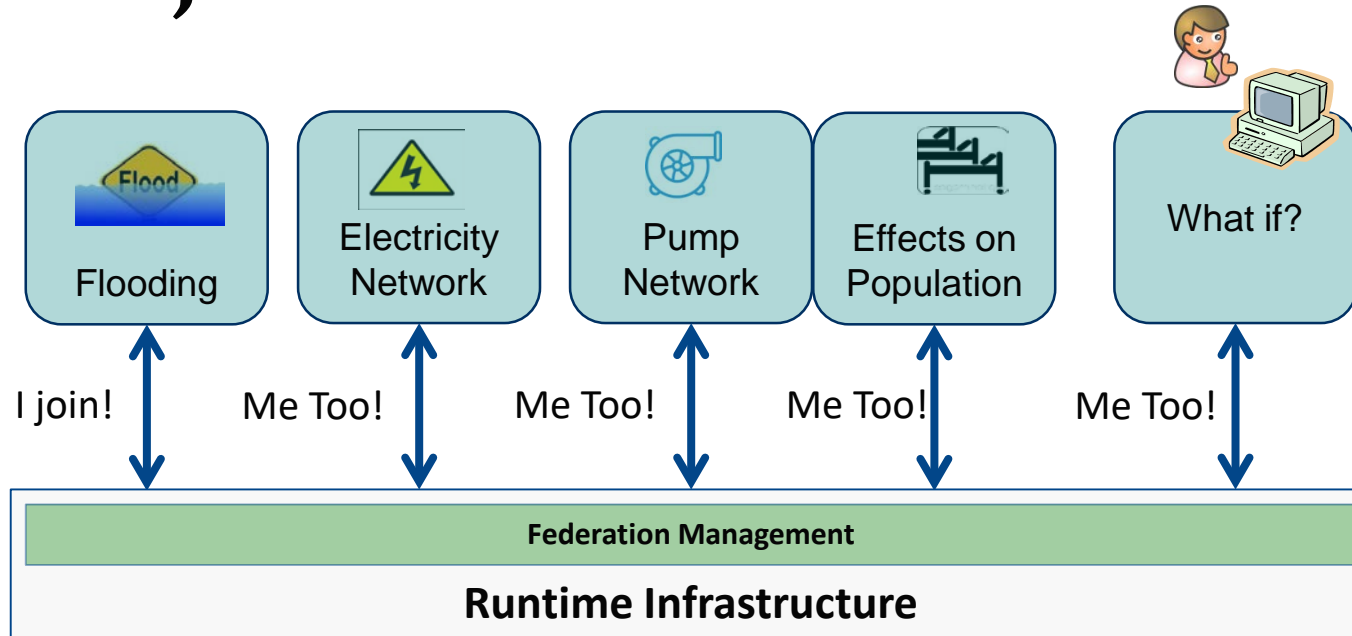 Flood
Flooding
Electricity
Network
Pump
Network
Effects on
Population
What if?
I join!
Me Too!
Me Too!
Me Too!
Me Too!
Federation Management
Runtime Infrastructure